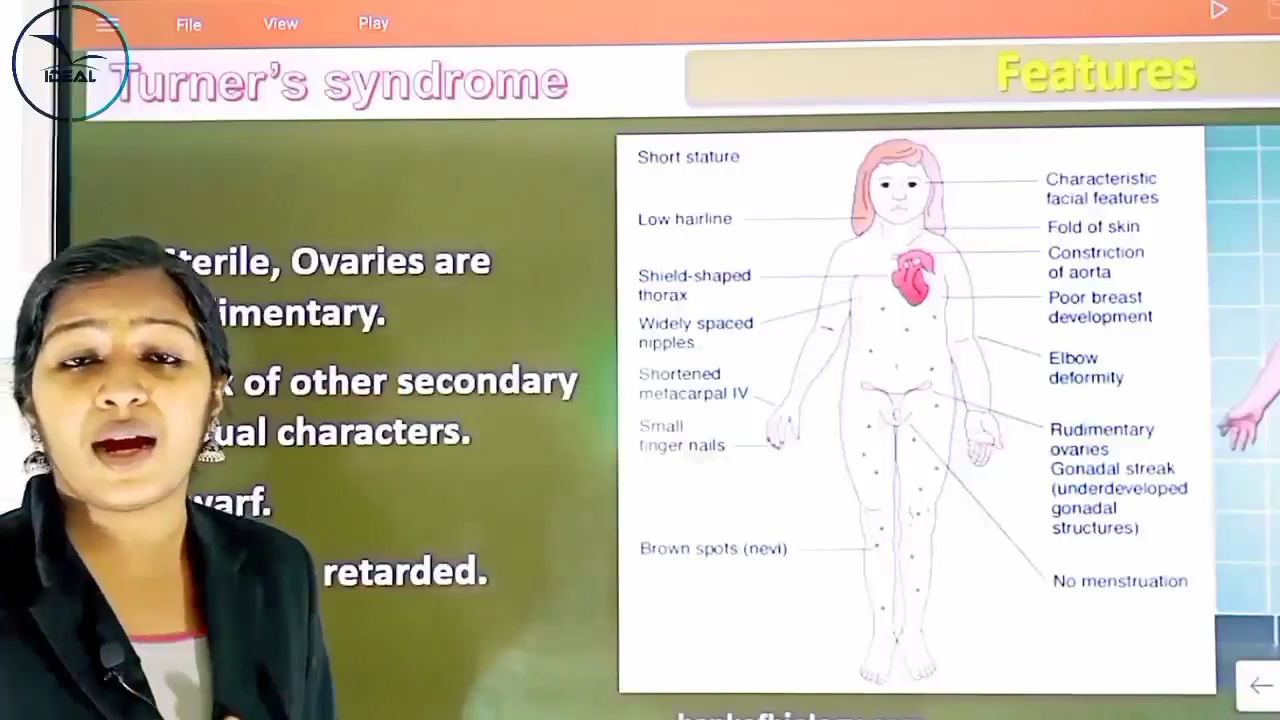 IDEAL
File View Play
Turner's syndrome
Features
Sterile, Ovaries are
imentary.
of other secondary
ual characters.
warf.
retarded.
Short stature
Low hairline
Shield-shaped
thorax
Widely spaced
nipples
Shortened
metacarpal IV
Small
finger nails
Brown spots (nevi)
Characteristic
facial features
Fold of skin
Constriction
of aorta
Poor breast
development
Elbow
deformity
Rudimentary
ovaries
Gonadal streak
(underdeveloped
gonadal
structures)
No menstruation